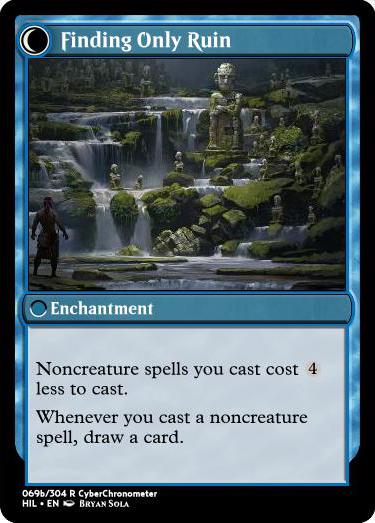 Finding Only Ruin
Enchantment
Noncreature spells you cast cost 4
less to cast.
Whenever you cast a noncreature
spell, draw a card.
069b/304 R CyberChronometer
HIL • EN Bryan Sola